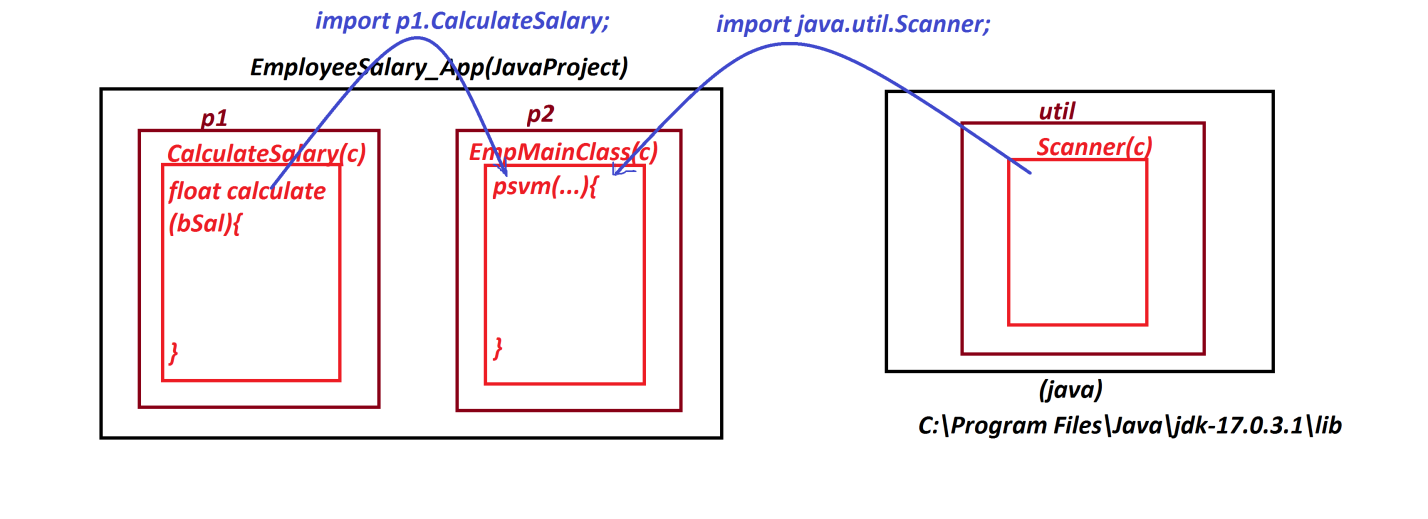 import p1.CalculateSalary;
import java.util.Scanner;
EmployeeSalary_App(JavaProject)
p1
CalculateSalary(c)
float calculate
(bSal){
}
p2
EmpMainClass(c)
psvm(...){
}
util
Scanner(c)
(java)
C:\Program Files\Java\jdk-17.0.3.1\lib